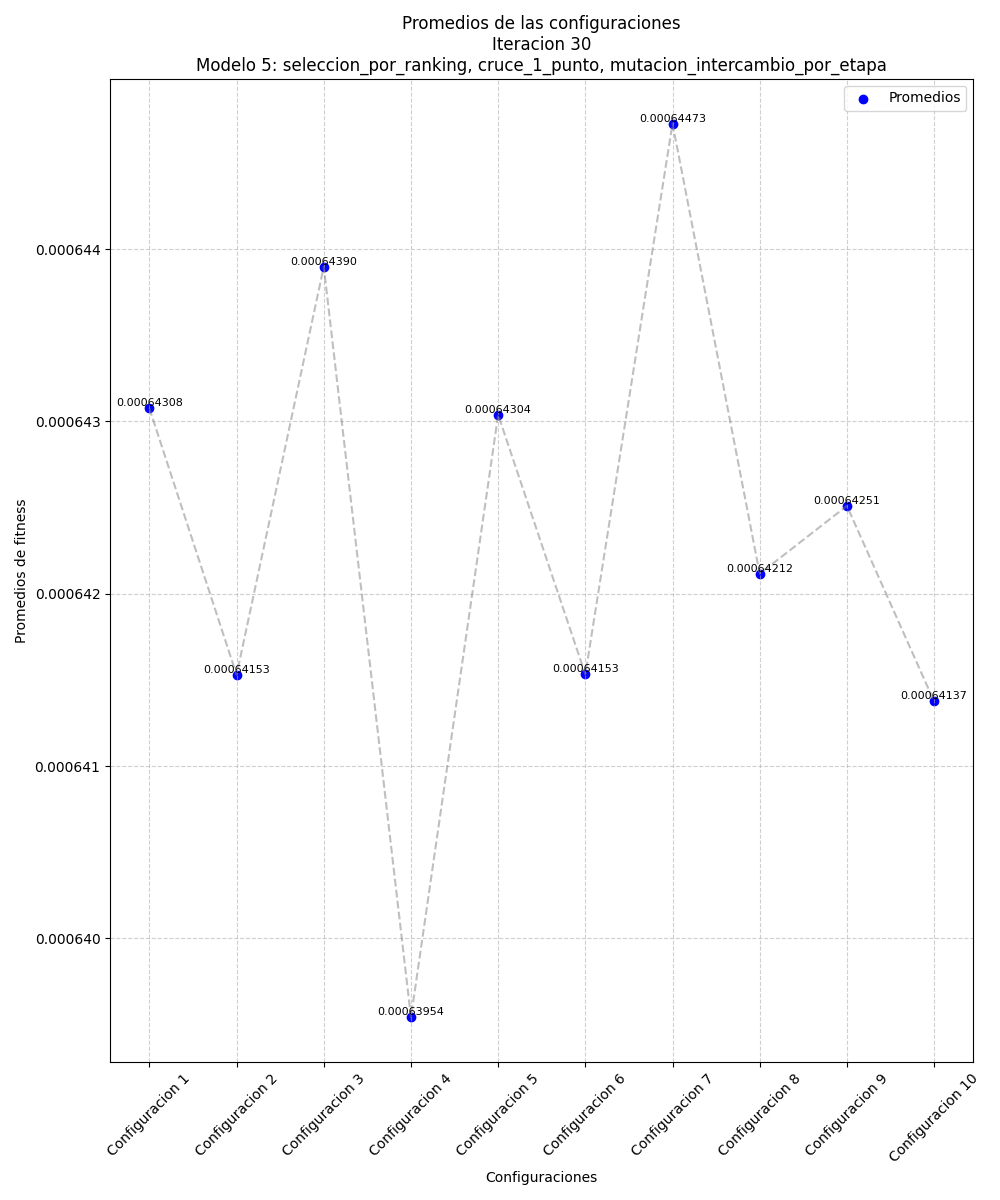 Promedios de las configuraciones
Iteracion 30
Modelo 5: seleccion_por_ranking, cruce_1_punto, mutacion_intercambio_por_etapa
Promedios
0.00064473
0.00064390
0.00064308
0.00064304
0.00064251
0.00064212
0.00064153
0.00064153
0.00064137
0.00063954
0.000644
0.000643
0.000642
0.000641
0.000640
Promedios de fitness
Configuracion 1
Configuracion 2
Configuracion 3
Configuracion 4
Configuracion 5
Configuracion 6
Configuracion 7
Configuracion 8
Configuracion 9
Configuracion 10
Configuraciones